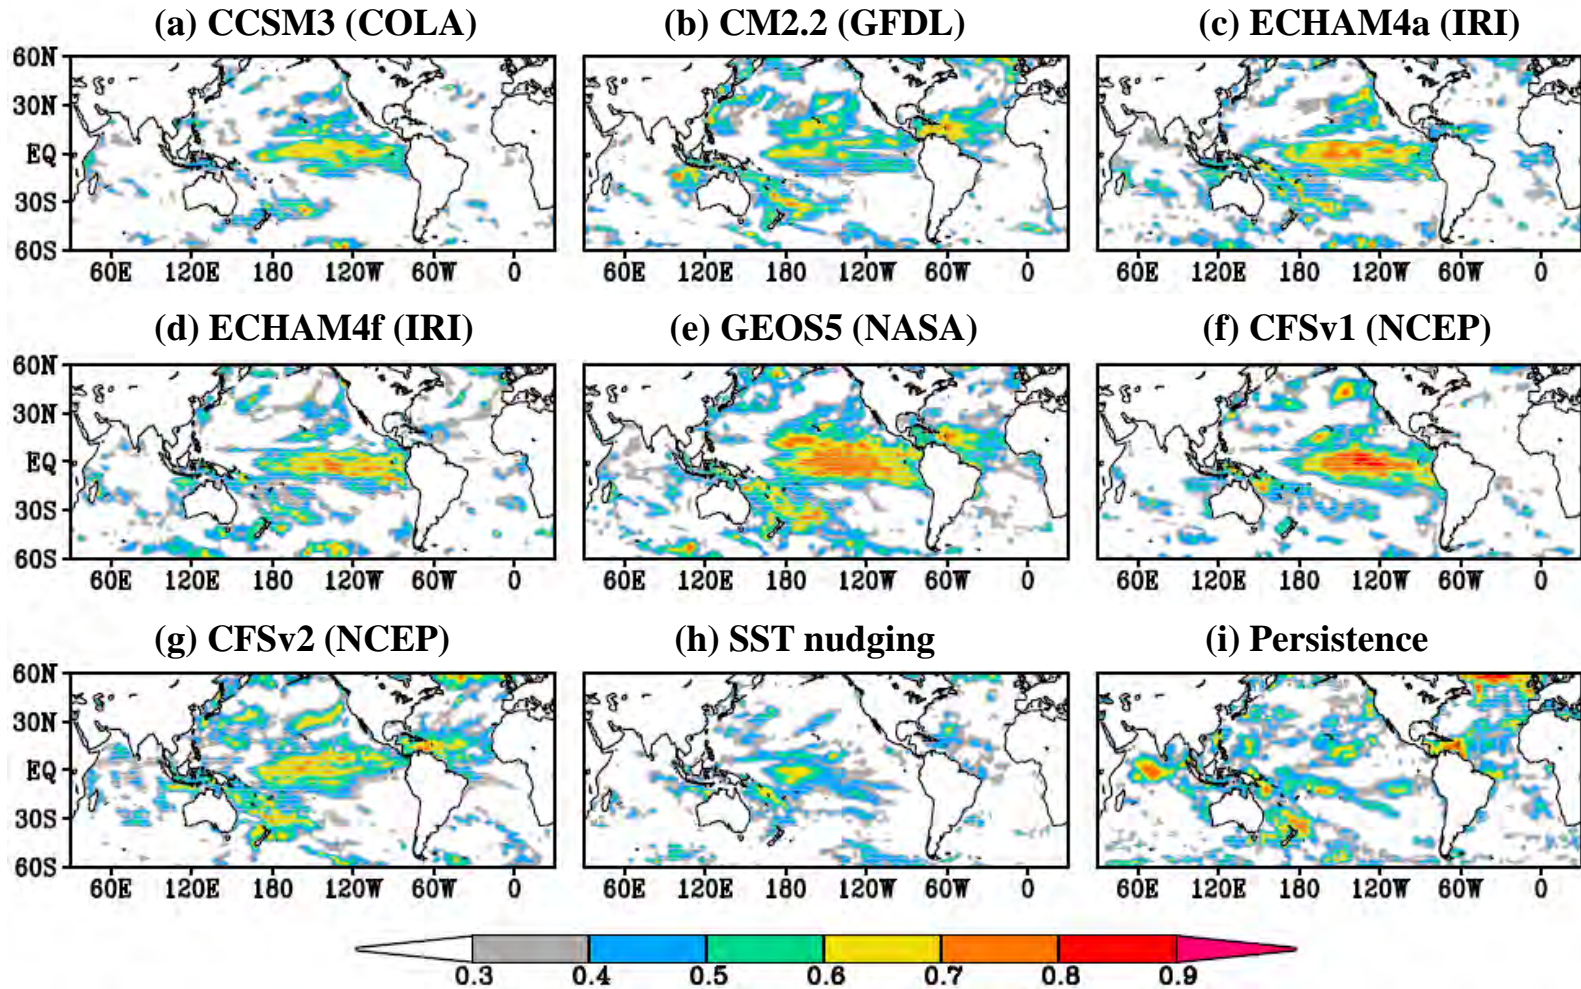 (a) CCSM3 (COLA) (b) CM2.2 (GFDL) (c) ECHAM4a (IRI)
60N
30N
EQ
30S
60S
60E 120E 180 120W 60W 0 60E 120E 180 120W 60W 0 60E 120E 180 120W 60W 0
(d) ECHAM4f (IRI) (e) GEOS5 (NASA) (f) CFSv1 (NCEP)
60N
30N
EQ
30S
60S
60E 120E 180 120W 60W 0 60E 120E 180 120W 60W 0 60E 120E 180 120W 60W 0
(g) CFSv2 (NCEP) (h) SST nudging (i) Persistence
60N
30N
EQ
30S
60S
60E 120E 180 120W 60W 0 60E 120E 180 120W 60W 0 60E 120E 180 120W 60W 0
0.3 0.4 0.5 0.6 0.7 0.8 0.9